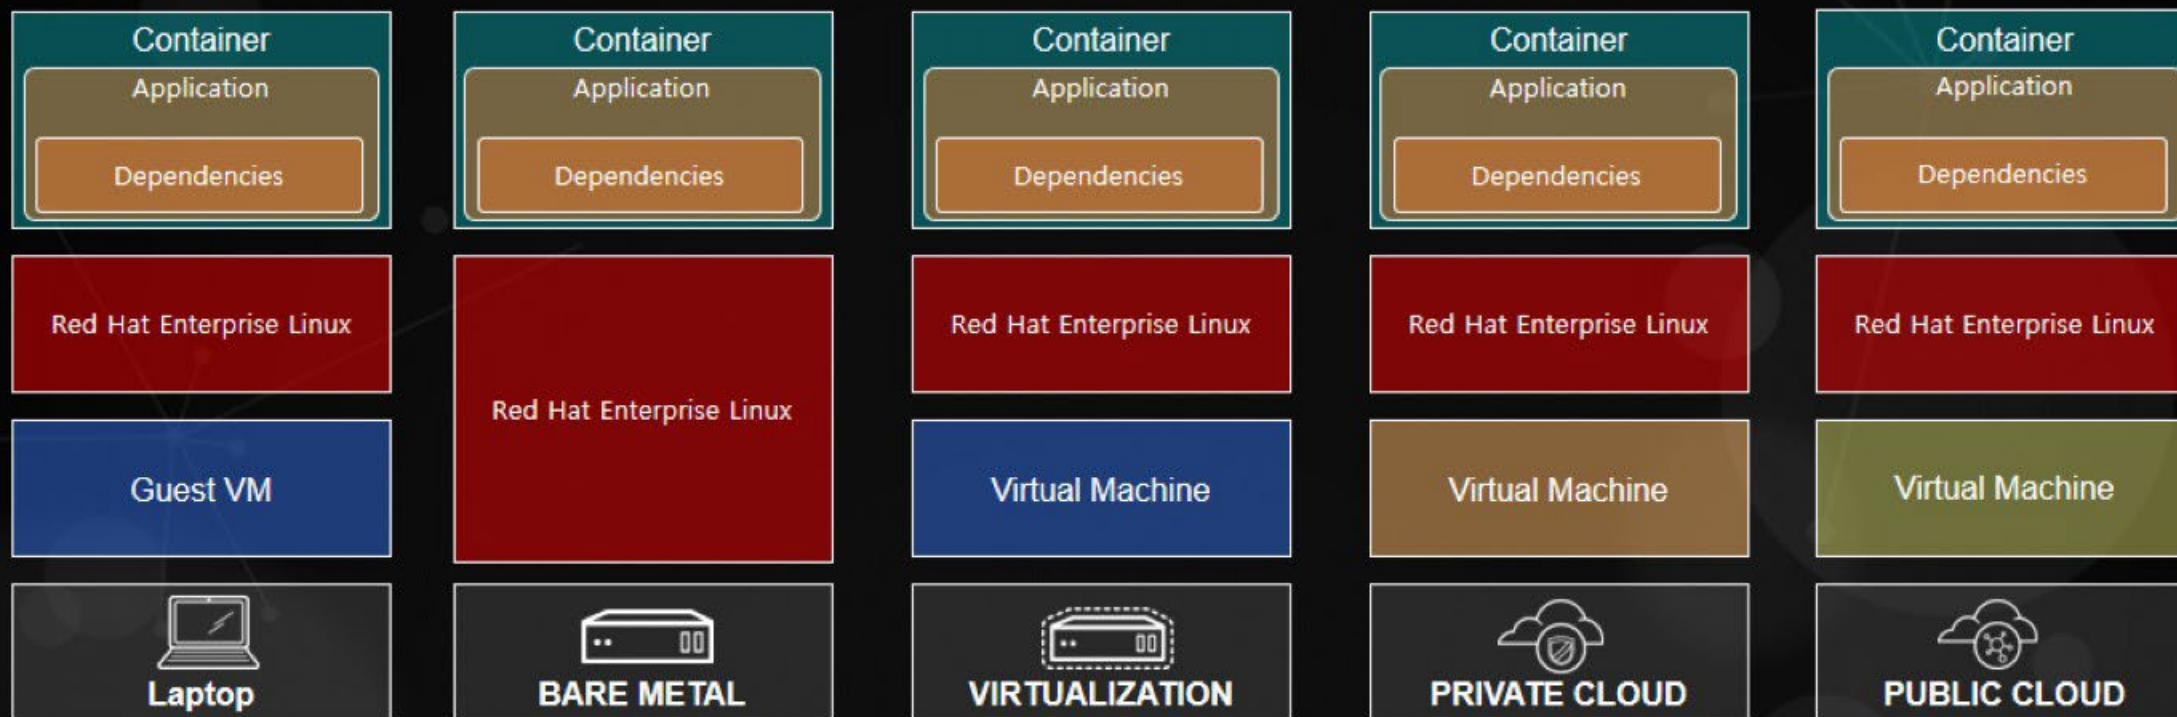 Container
Application
Dependencies
Red Hat Enterprise Linux
Guest VM
Laptop
Container
Application
Dependencies
Red Hat Enterprise Linux
BARE METAL
Container
Application
Dependencies
Red Hat Enterprise Linux
Virtual Machine
VIRTUALIZATION
Container
Application
Dependencies
Red Hat Enterprise Linux
Virtual Machine
PRIVATE CLOUD
Container
Application
Dependencies
Red Hat Enterprise Linux
Virtual Machine
PUBLIC CLOUD